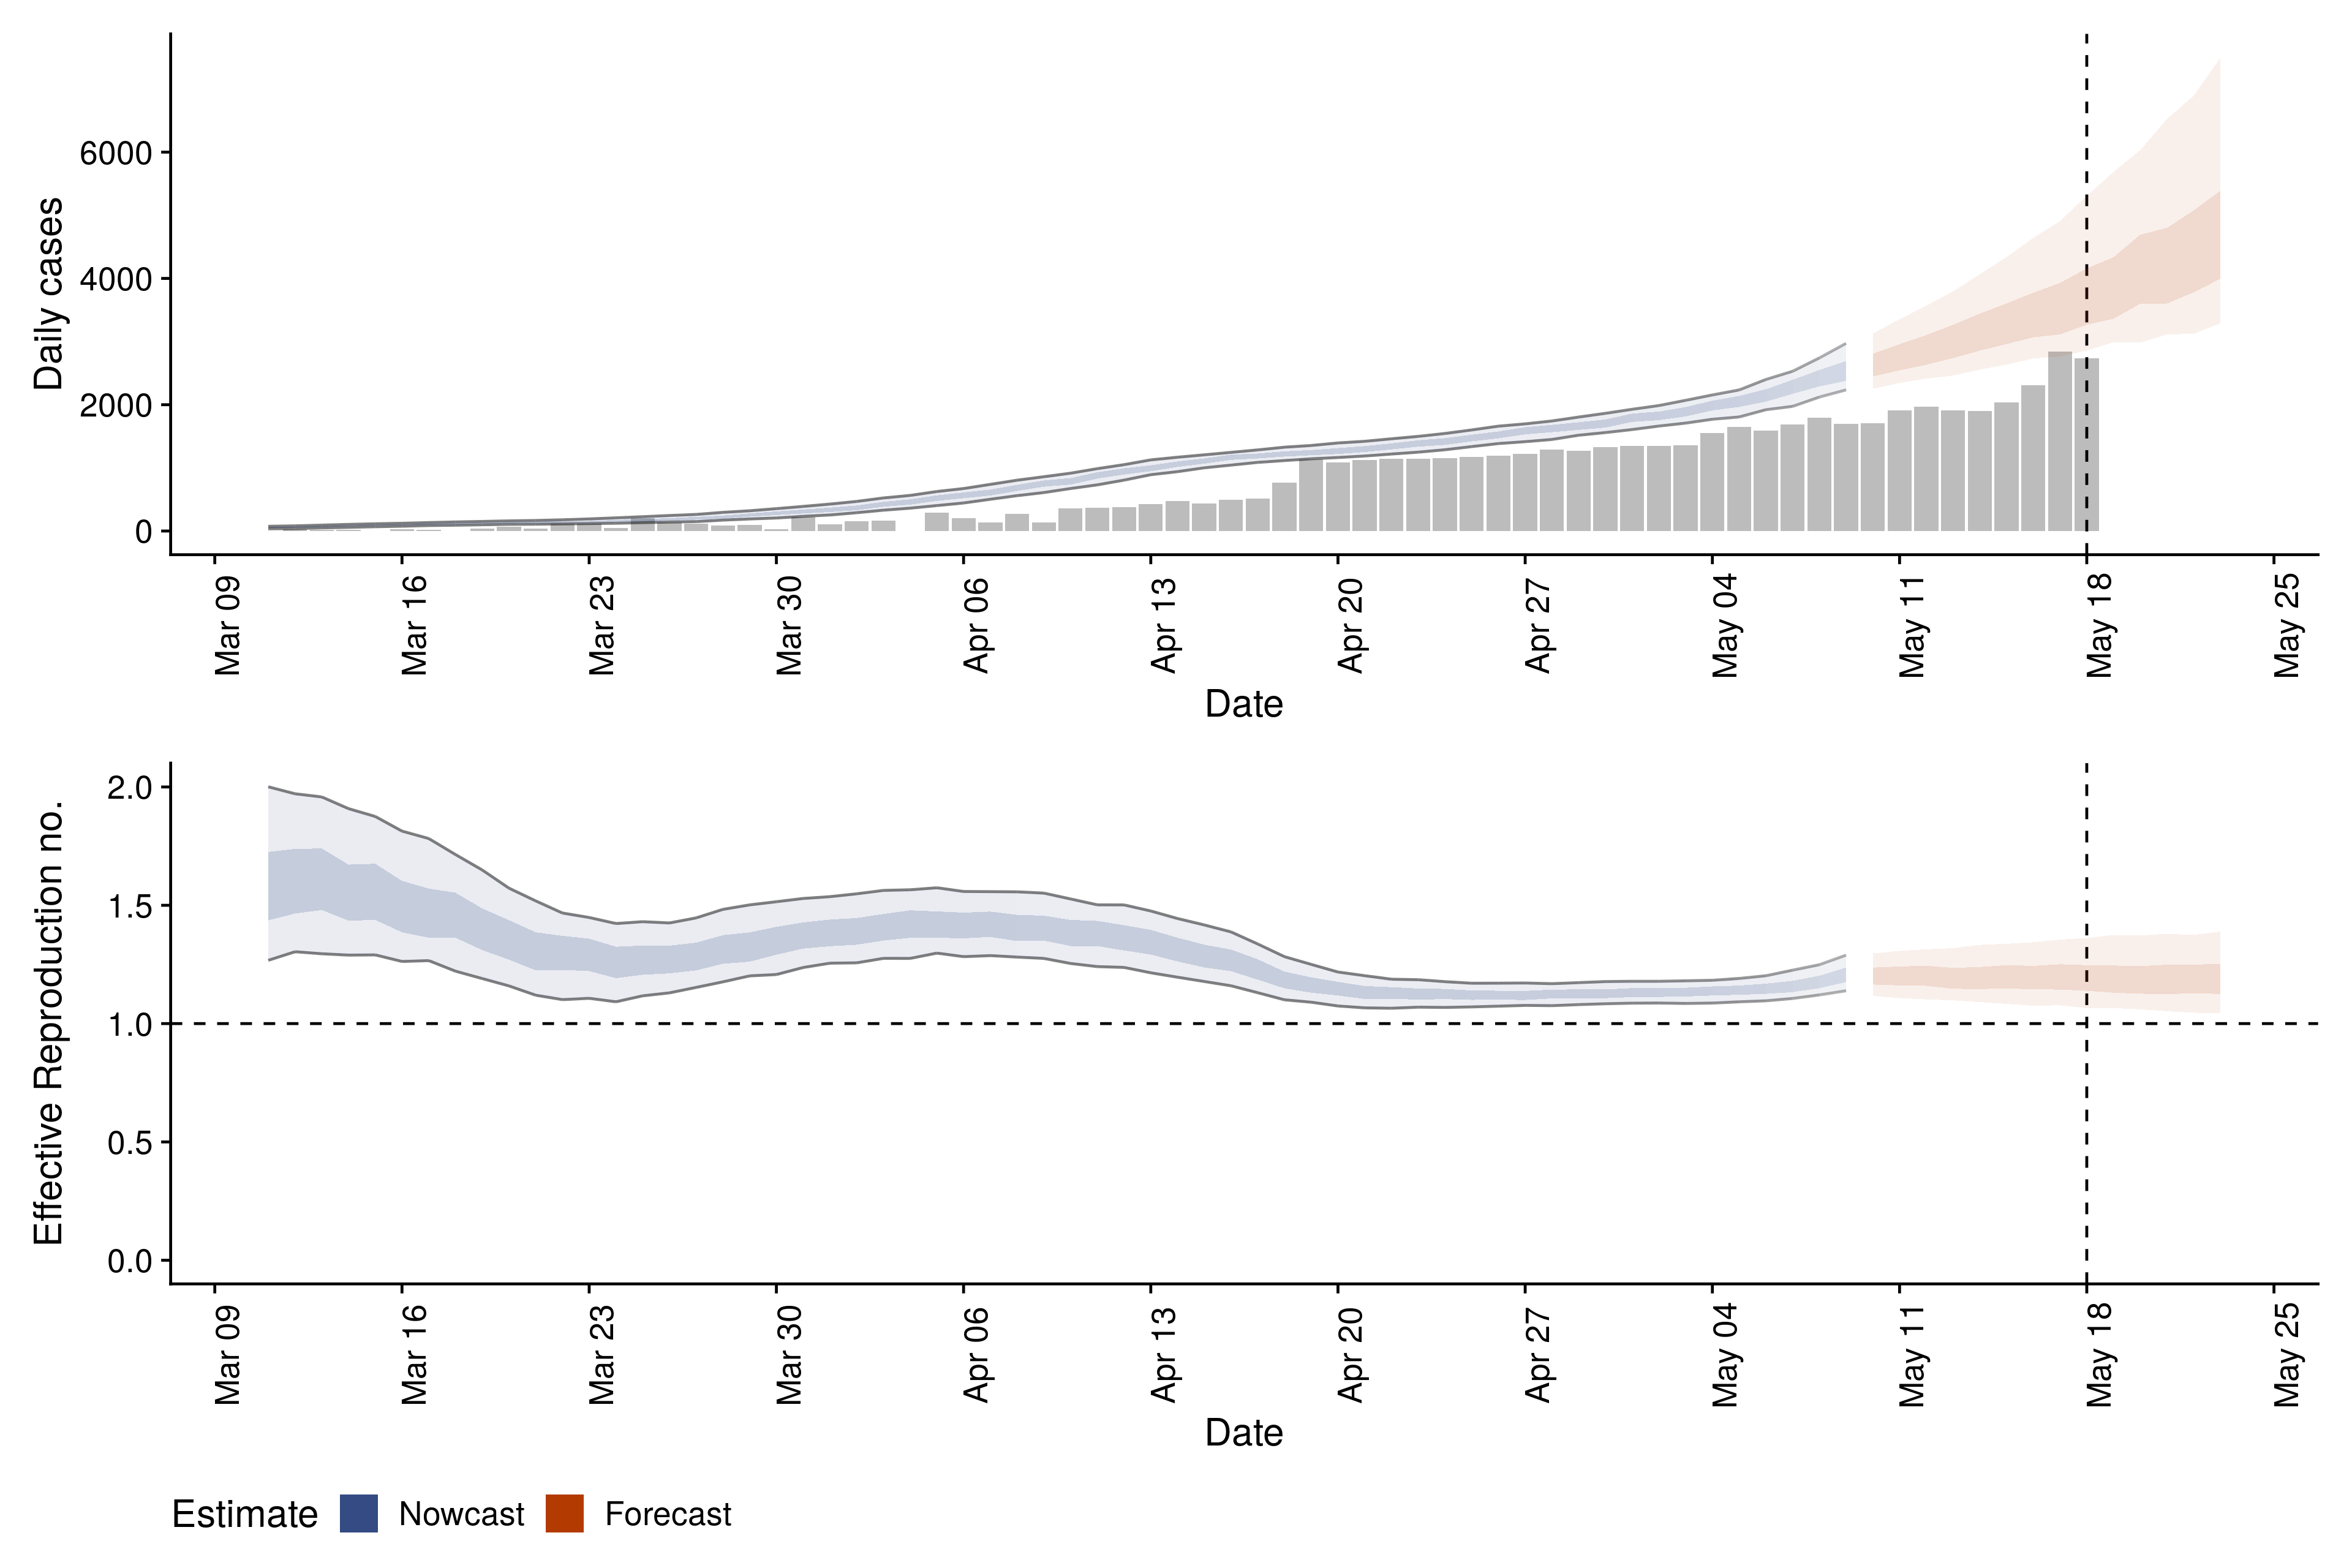 Daily cases
6000
4000
2000
0
Mar 09
Mar 16
Mar 23
Mar 30
Apr 06
Apr 13
Apr 20
Apr 27
May 04
May 11
May 18
May 25
Date
Effective Reproduction no.
2.0
1.5
1.0
0.5
0.0
Mar 09
Mar 16
Mar 23
Mar 30
Apr 06
Apr 13
Apr 20
Apr 27
May 04
May 11
May 18
May 25
Date
Estimate Nowcast Forecast